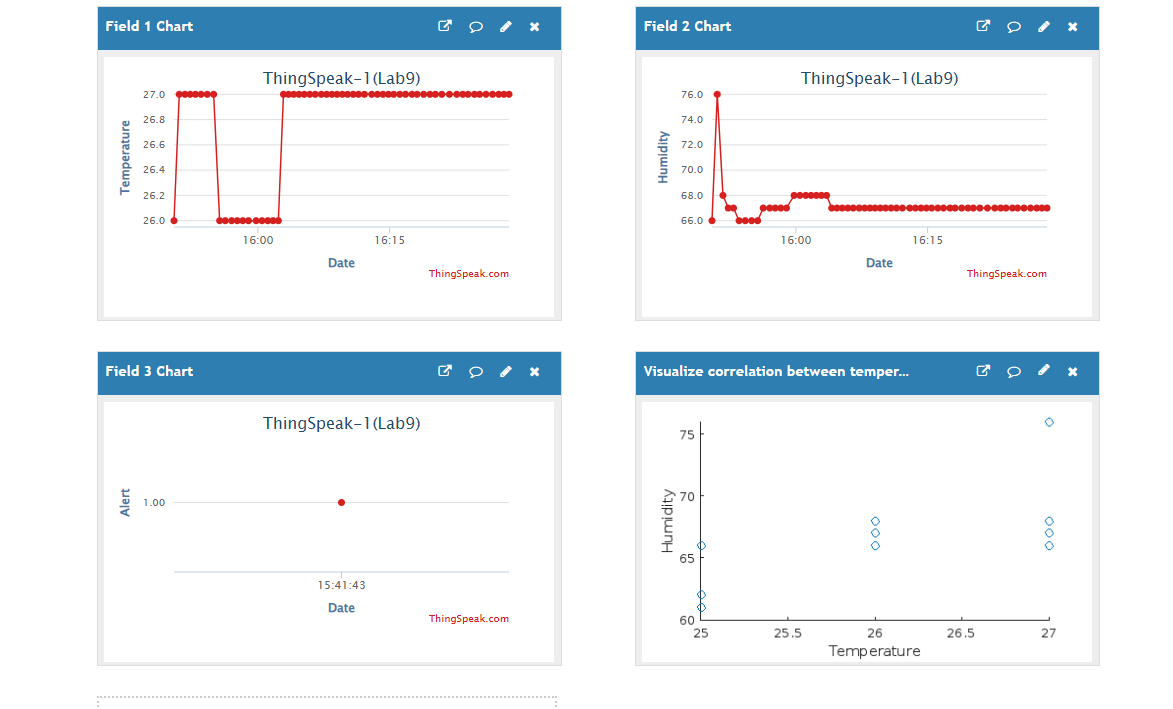 Field 1 Chart
ThingSpeak-1(Lab9)
Temperature
27.0
26.8
26.6
26.4
26.2
26.0
16:00 16:15
Date
ThingSpeak.com
Field 2 Chart
ThingSpeak-1(Lab9)
Humidity
76.0
74.0
72.0
70.0
68.0
66.0
16:00 16:15
Date
ThingSpeak.com
Field 3 Chart
ThingSpeak-1(Lab9)
Alert
1.00
15:41:43
Date
ThingSpeak.com
Visualize correlation between temper...
Humidity
75
70
65
60
25 25.5 26 26.5 27
Temperature